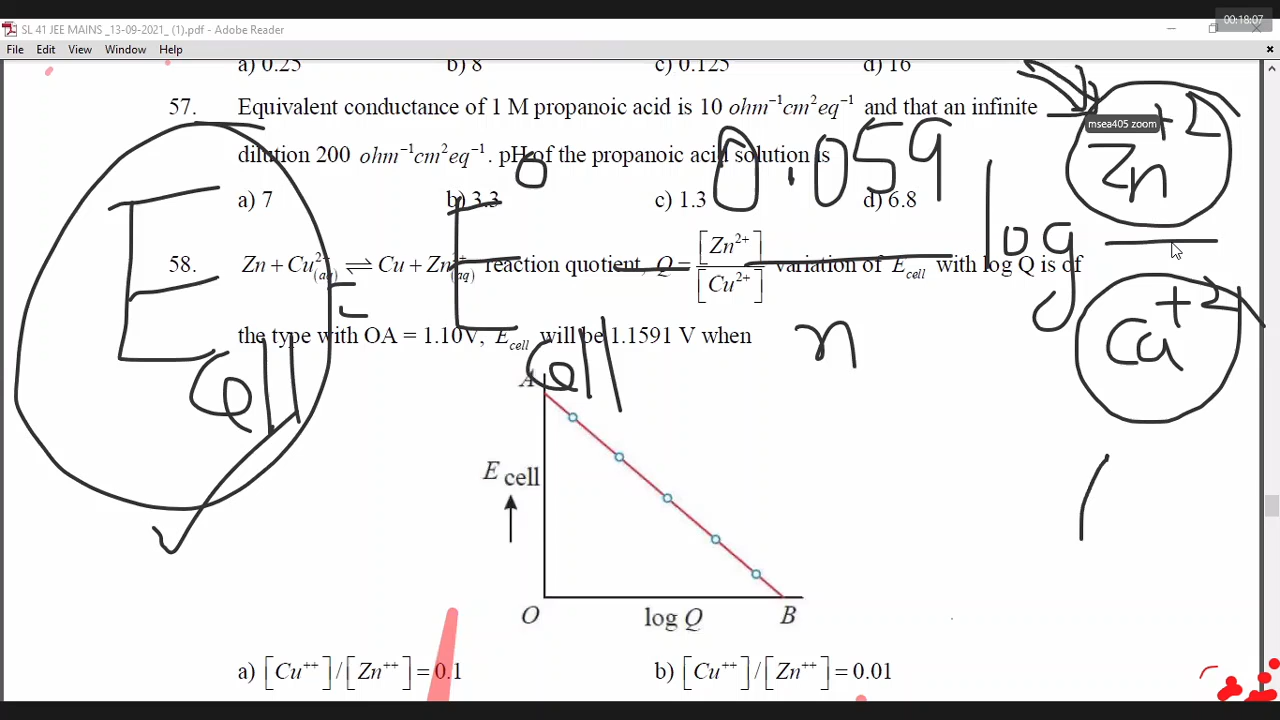 00:18:07
SL 41 JEE MAINS _13-09-2021_ (1).pdf - Adobe Reader
File Edit View Window Help
a) 0.25 b) 8 c) 0.125 d) 16
57. Equivalent conductance of 1 M propanoic acid is 10 ohm⁻¹cm²eq⁻¹ and that an infinite
msea405 zoom
dilution 200 ohm⁻¹cm²eq⁻¹. pH of the propanoic acid solution is
a) 7 b) 3.3 c) 1.3 d) 6.8
58. Zn + Cu²⁺(aq) ⇌ Cu + Zn²⁺(aq) reaction quotient Q = [Zn²⁺]/[Cu²⁺] variation of E cell with log Q is of
the type with OA = 1.10V, E cell will be 1.1591 V when
E cell = E⁰ cell - 0.059 / n log Zn⁺² / Cu⁺²
A
E cell
O log Q B
a) [Cu⁺⁺]/[Zn⁺⁺] = 0.1 b) [Cu⁺⁺]/[Zn⁺⁺] = 0.01